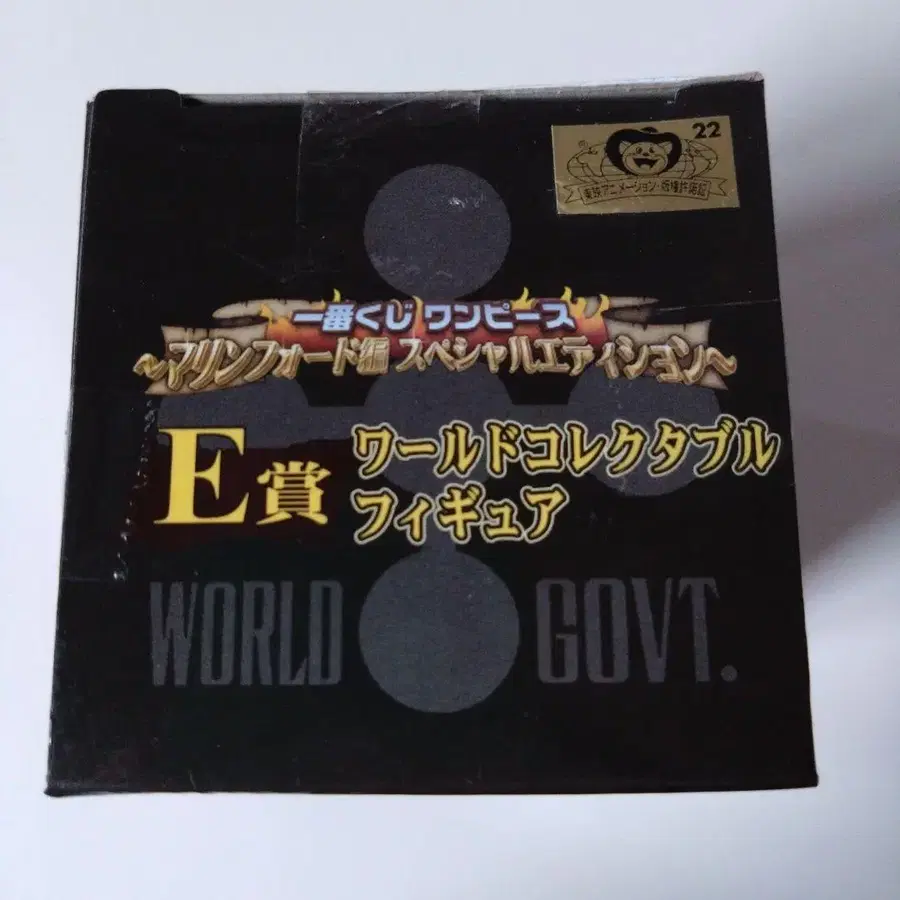 22
東映アニメーション・版権許諾証
一番くじ ワンピース
～マリンフォード編 スペシャルエディション～
E賞
ワールドコレクタブル
フィギュア
WORLD GOVT.